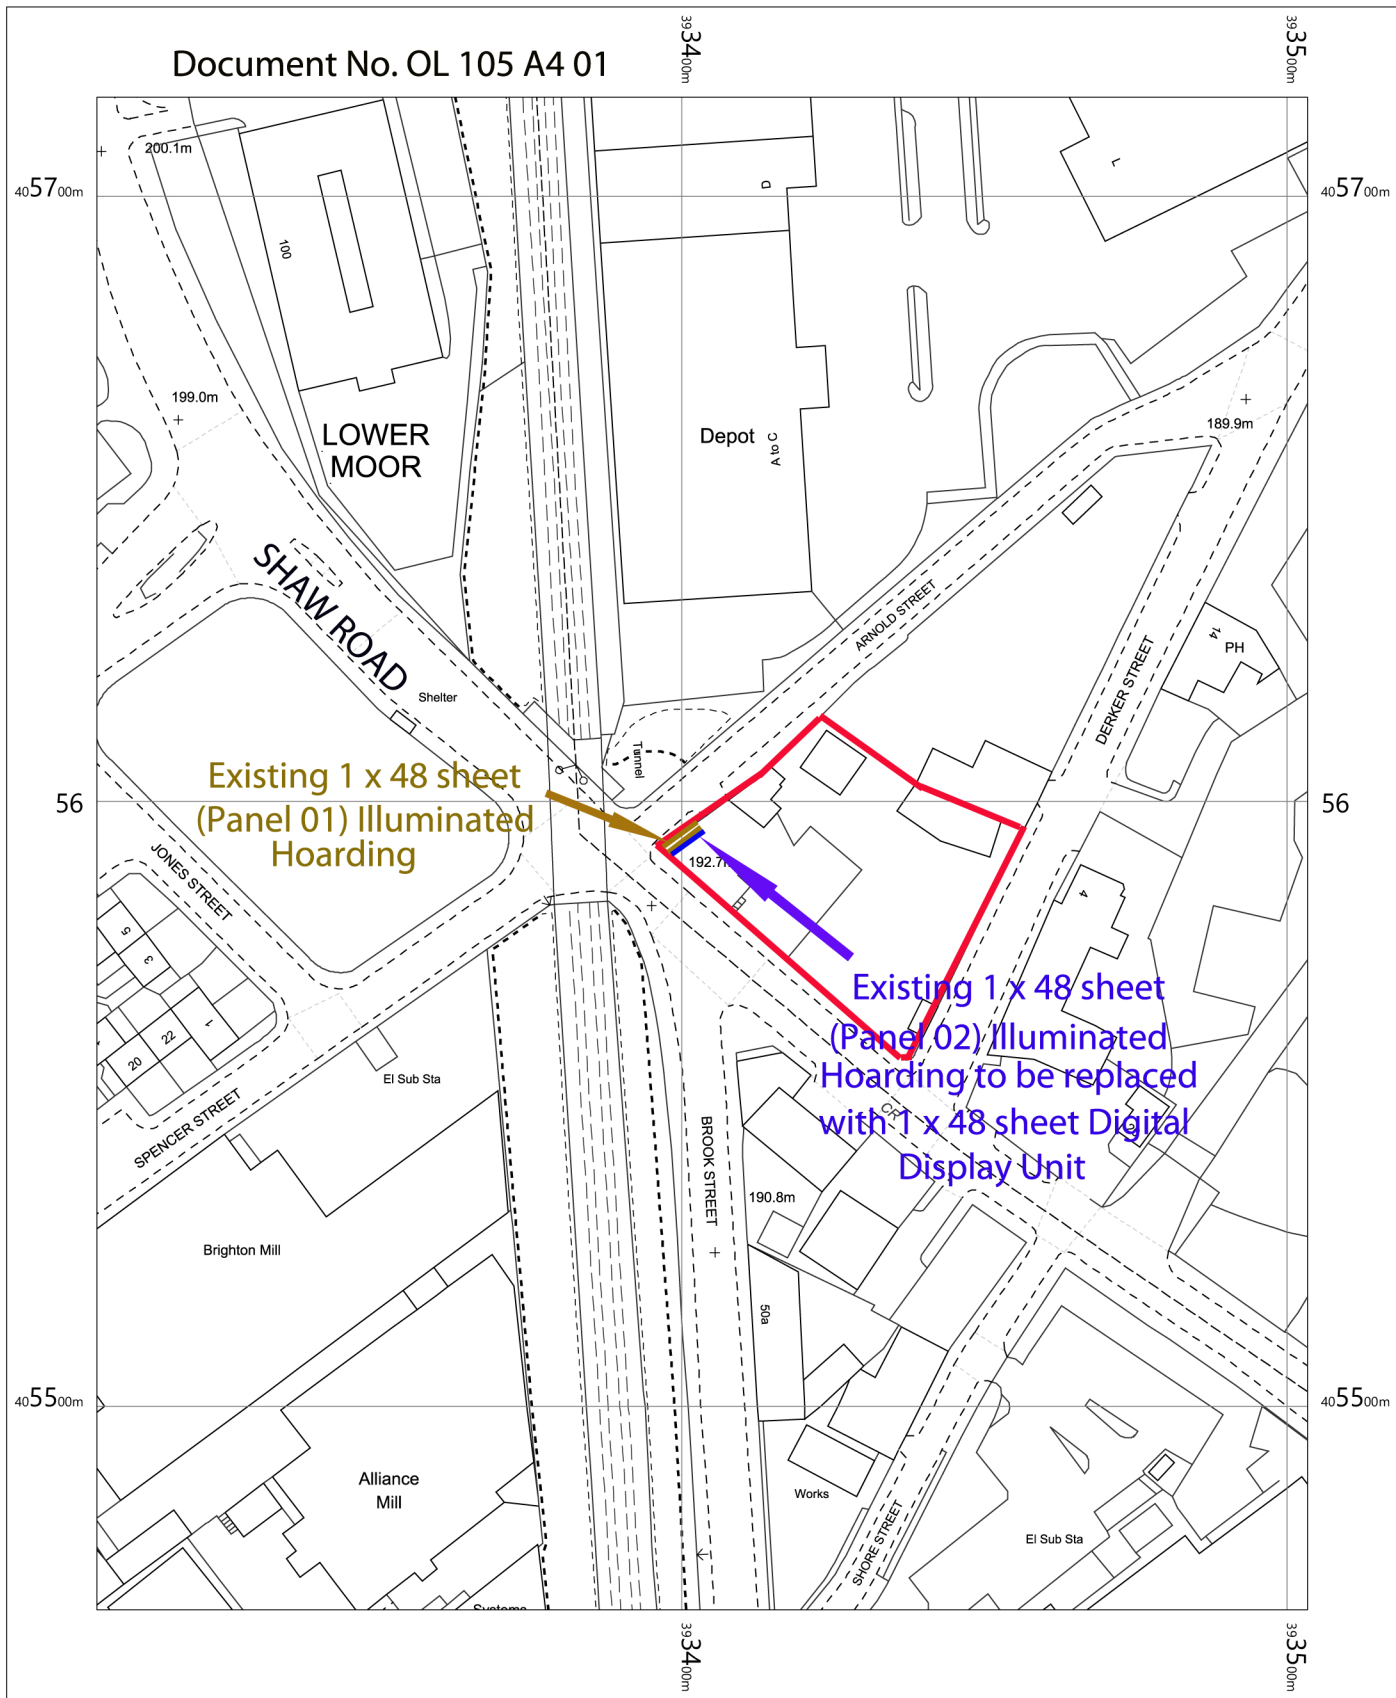 Document No. OL 105 A4 01
3934 00m
3935 00m
200.1m
4057 00m
4057 00m
100
D
L
199.0m
LOWER
MOOR
Depot
A to C
189.9m
SHAW ROAD
ARNOLD STREET
14
PH
DERKER STREET
Shelter
Tunnel
Existing 1 x 48 sheet
(Panel 01) Illuminated
Hoarding
56
56
192.7m
JONES STREET
4
5
3
1
22
20
Existing 1 x 48 sheet
(Panel 02) Illuminated
Hoarding to be replaced
with 1 x 48 sheet Digital
Display Unit
CR
El Sub Sta
SPENCER STREET
BROOK STREET
190.8m
Brighton Mill
50a
4055 00m
4055 00m
Alliance
Mill
Works
SHORE STREET
El Sub Sta
Systems
3934 00m
3935 00m